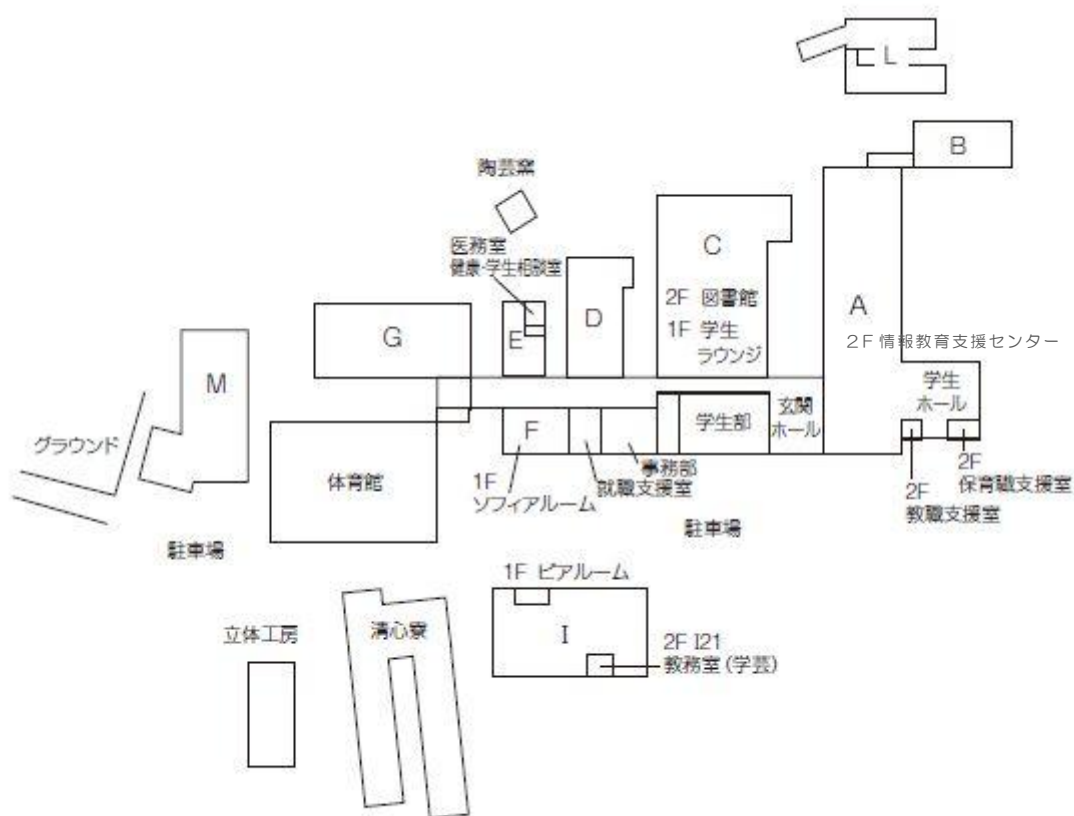 L
B
陶芸窯
医務室
健康・学生相談室
C
2F 図書館
1F 学生
ラウンジ
A
2F 情報教育支援センター
D
E
G
M
学生
ホール
玄関
ホール
学生部
F
グラウンド
体育館
事務部
就職支援室
1F
ソフィアルーム
2F
保育職支援室
2F
教職支援室
駐車場
駐車場
1F ピアルーム
I
2F I21
教務室(学芸)
清心寮
立体工房